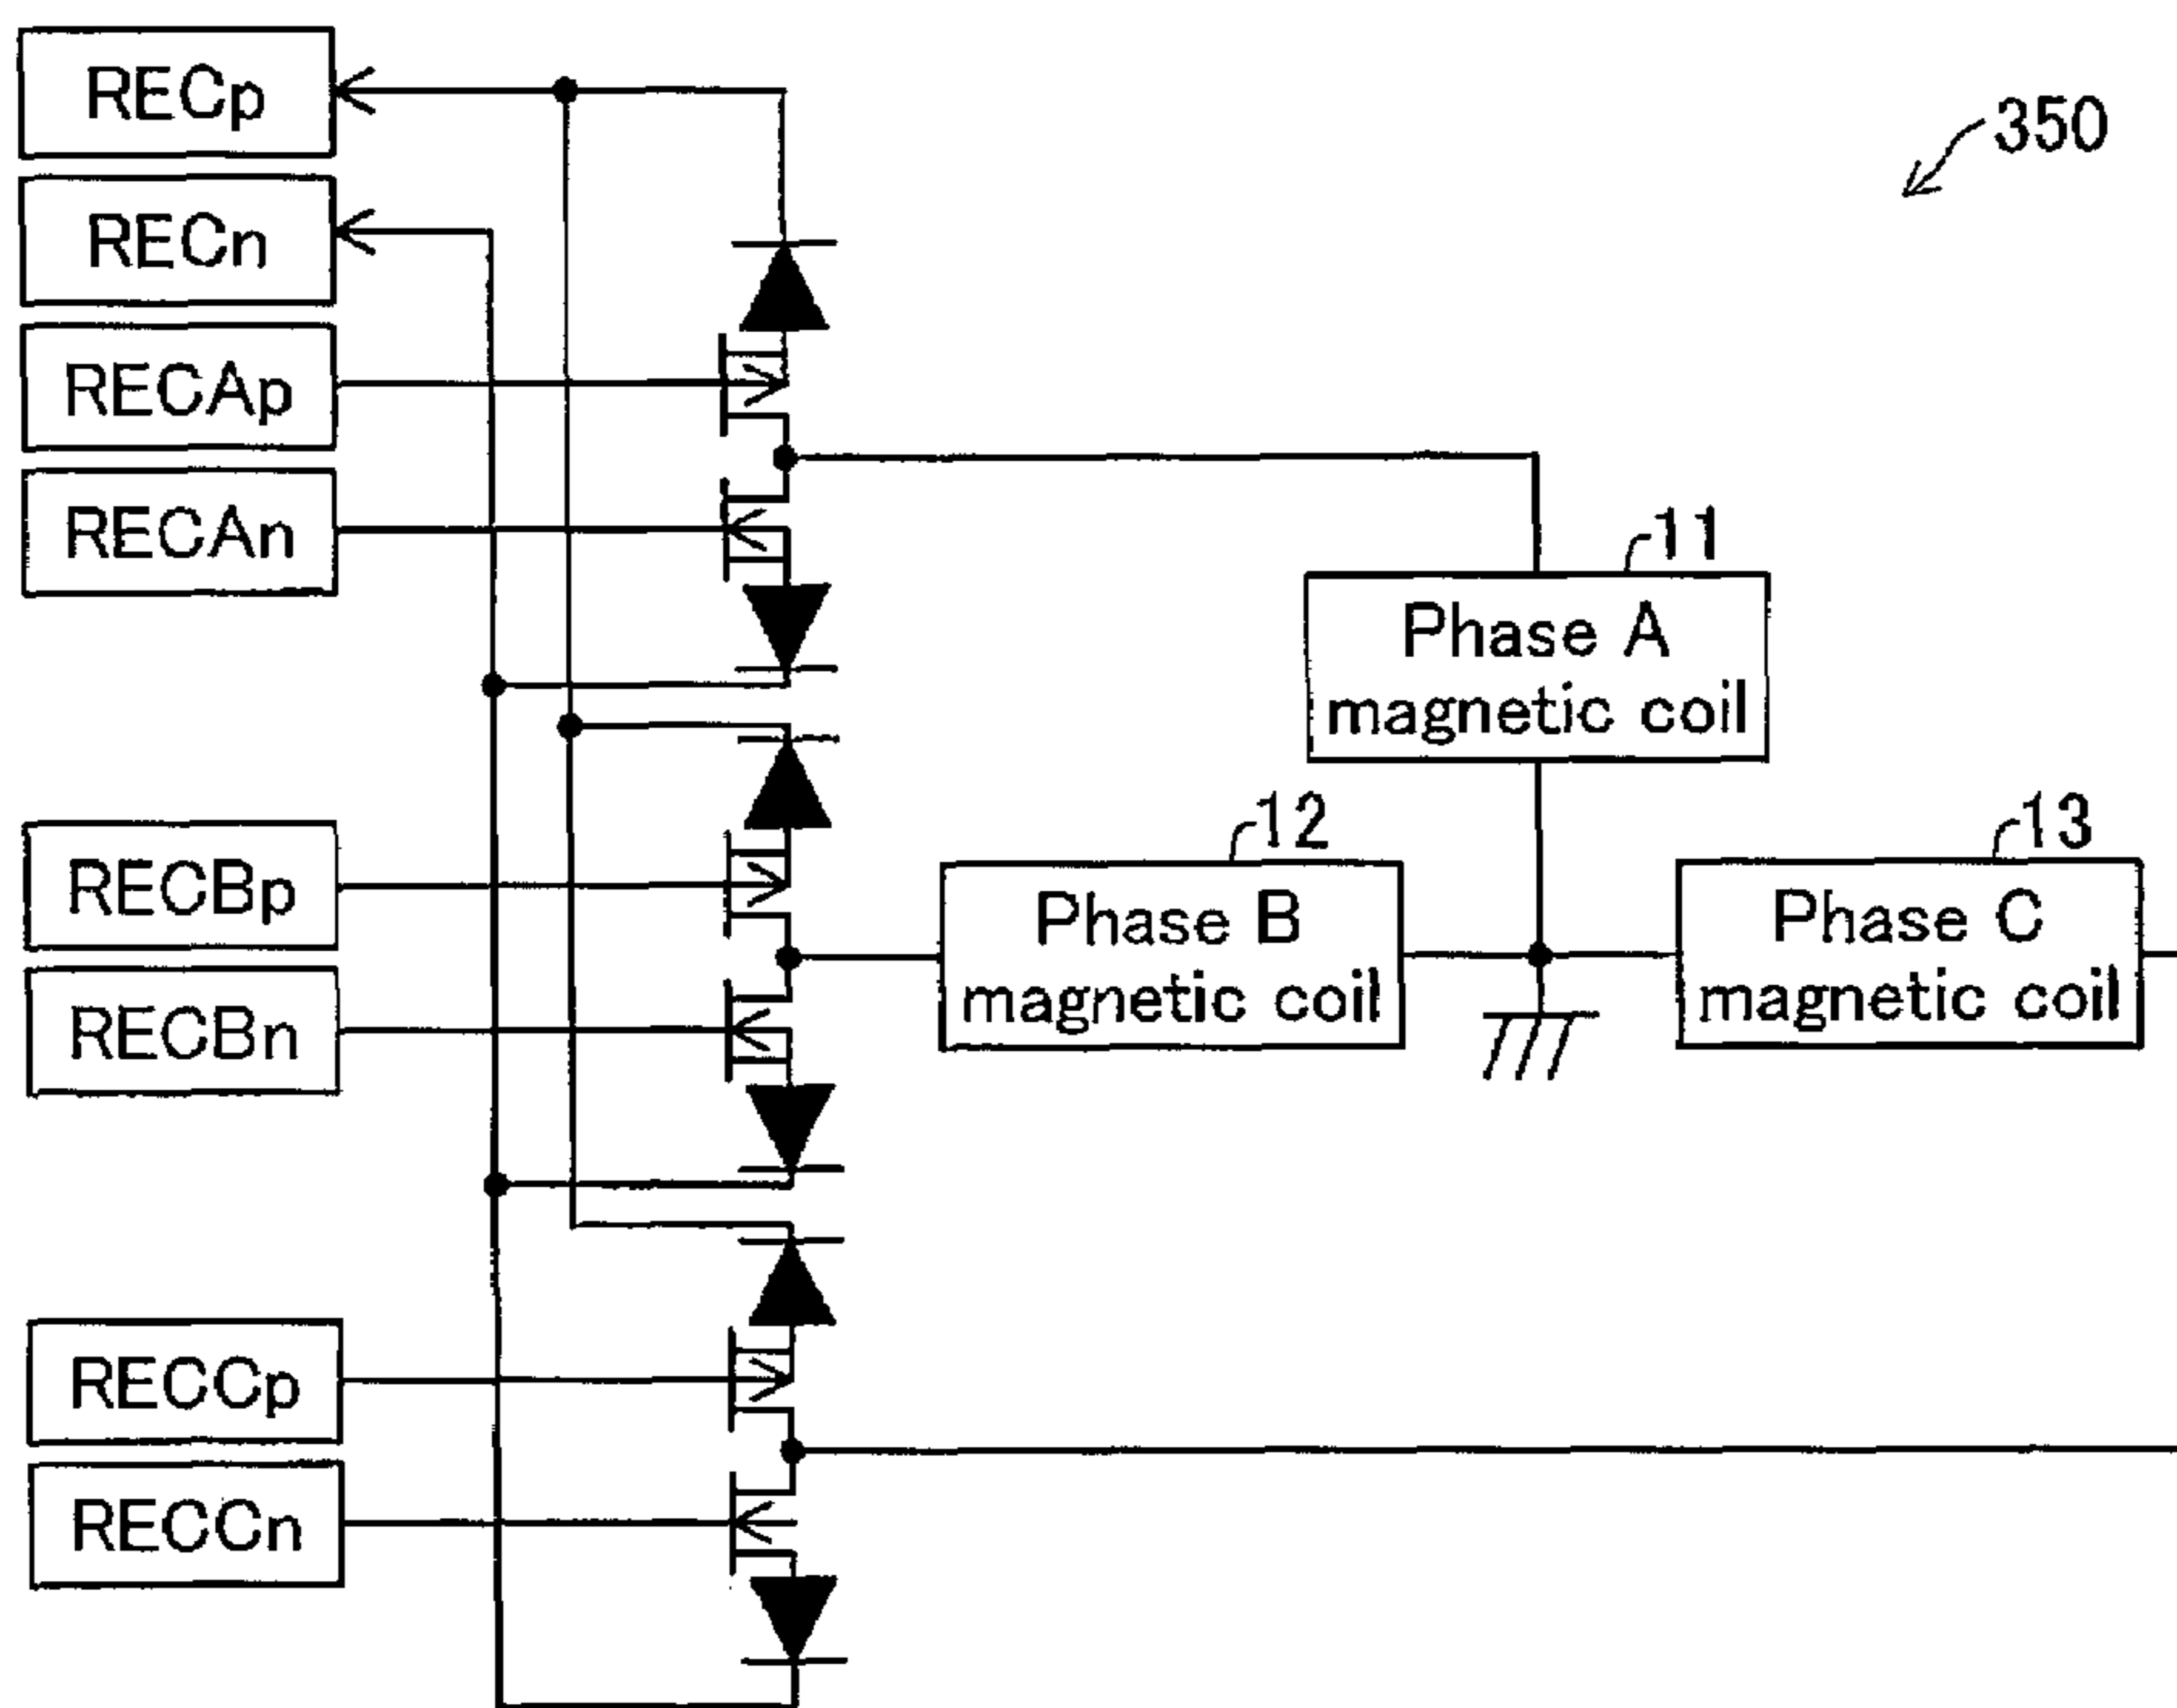 RECp
350
RECn
RECAp
RECAn
11
Phase A
magnetic coil
12
13
RECBp
Phase B
magnetic coil
Phase C
magnetic coil
RECBn
RECCp
RECCn